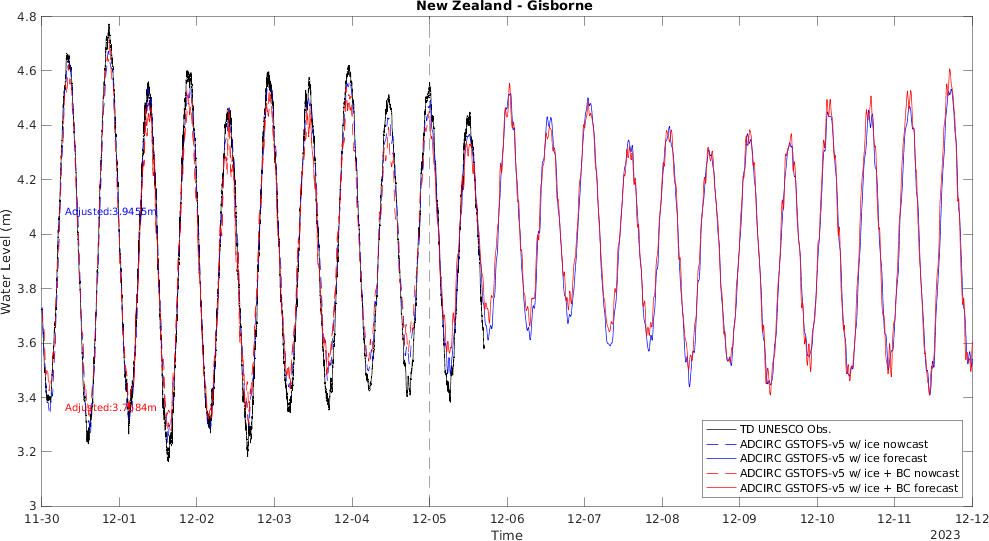 New Zealand - Gisborne
Water Level (m)
4.8
4.6
4.4
4.2
4
3.8
3.6
3.4
3.2
3
Adjusted:3.9455m
TD UNESCO Obs.
ADCIRC GSTOFS-v5 w/ ice nowcast
ADCIRC GSTOFS-v5 w/ ice forecast
ADCIRC GSTOFS-v5 w/ ice + BC nowcast
ADCIRC GSTOFS-v5 w/ ice + BC forecast
11-30
12-01
12-02
12-03
12-04
12-05
12-06
12-07
12-08
12-09
12-10
12-11
12-12
Time
2023